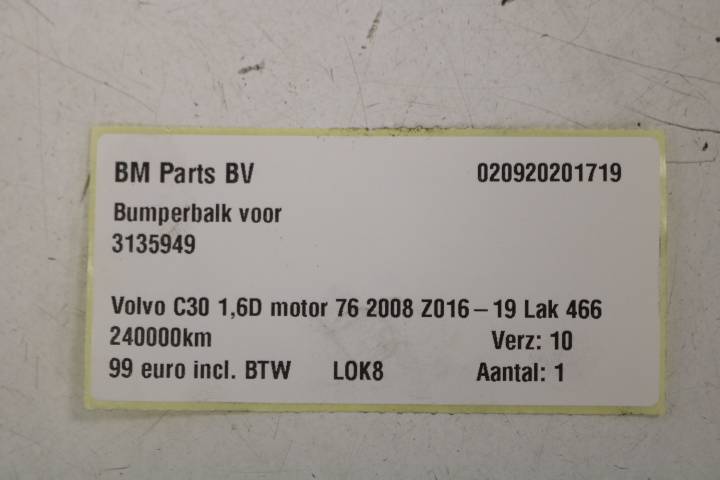 BM Parts BV 020920201719
Bumperbalk voor
3135949
Volvo C30 1,6D motor 76 2008 Z016 – 19 Lak 466
240000km Verz: 10
99 euro incl. BTW LOK8 Aantal: 1